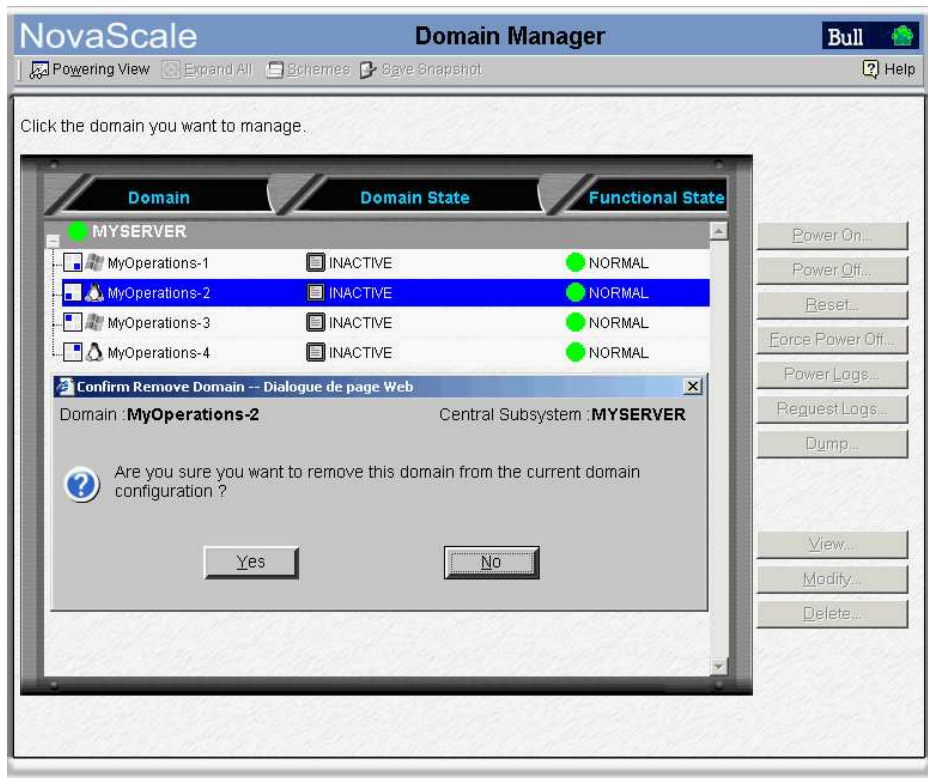 NovaScale Domain Manager Bull
Powering View Expand All Schemes Save Snapshot Help
Click the domain you want to manage.
Domain Domain State Functional State
MYSERVER
MyOperations-1 INACTIVE NORMAL
MyOperations-2 INACTIVE NORMAL
MyOperations-3 INACTIVE NORMAL
MyOperations-4 INACTIVE NORMAL
Confirm Remove Domain -- Dialogue de page Web
Domain :MyOperations-2 Central Subsystem :MYSERVER
Are you sure you want to remove this domain from the current domain
configuration ?
Yes No
Power On...
Power Off...
Reset...
Force Power Off...
Power Logs...
Request Logs...
Dump...
View...
Modify...
Delete...